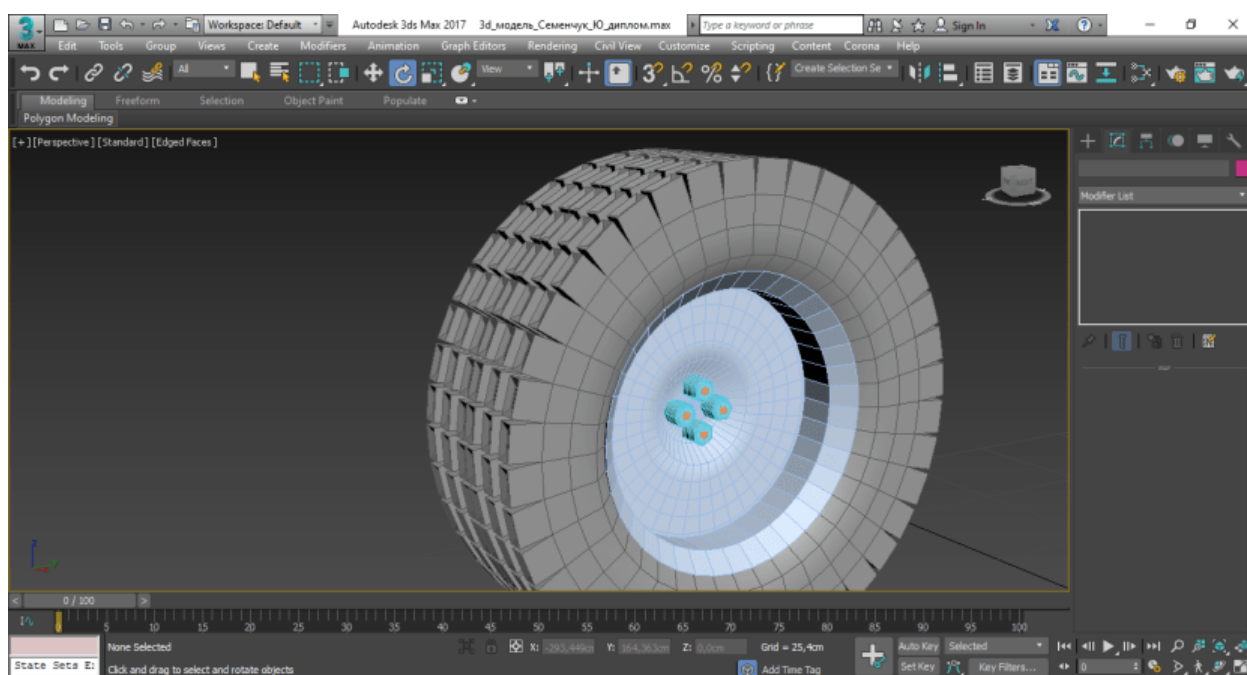 3 Workspace: Default Autodesk 3ds Max 2017 3d_модель_Семенчук_Ю_диплом.max Type a keyword or phrase Sign In
MAX Edit Tools Group Views Create Modifiers Animation Graph Editors Rendering Civil View Customize Scripting Content Corona Help
All View Create Selection Se
Modeling Freeform Selection Object Paint Populate
Polygon Modeling
[+] [Perspective] [Standard] [Edged Faces]
Modifier List
z
< 0 / 100 >
0 5 10 15 20 25 30 35 40 45 50 55 60 65 70 75 80 85 90 95 100
None Selected X: -293,449cm Y: 164,363cm Z: 0,0cm Grid = 25,4cm Auto Key Selected
State Sets E: Click and drag to select and rotate objects Add Time Tag Set Key Key Filters... 0